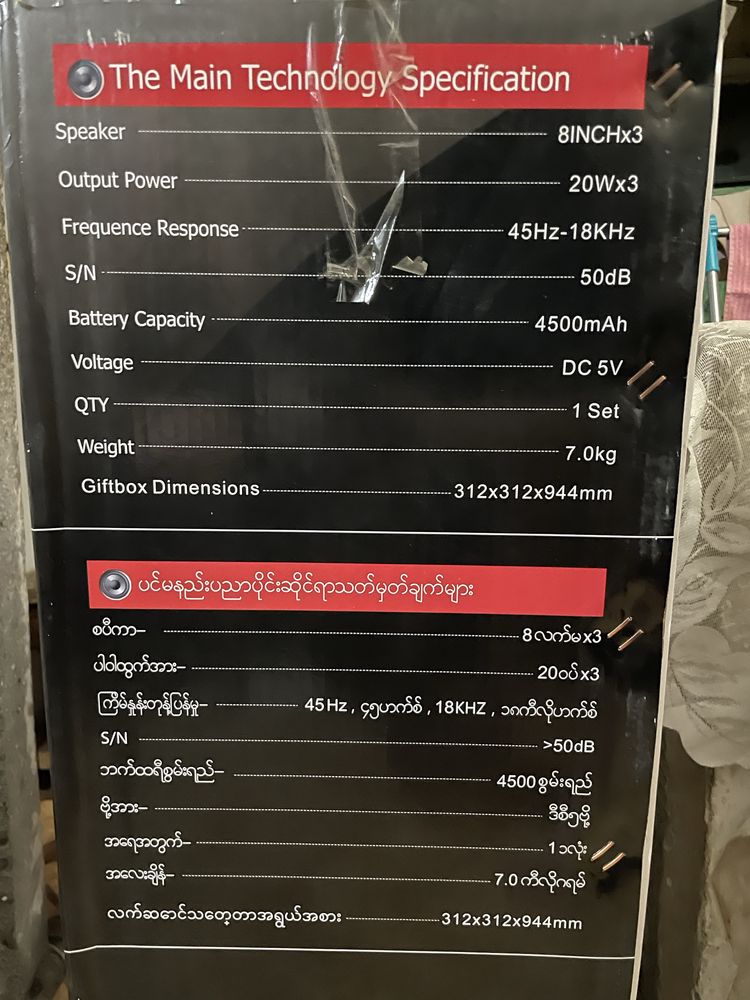 The Main Technology Specification
Speaker 8INCHx3
Output Power 20Wx3
Frequence Response 45Hz-18KHz
S/N 50dB
Battery Capacity 4500mAh
Voltage DC 5V
QTY 1 Set
Weight 7.0kg
Giftbox Dimensions 312x312x944mm
ပင်မနည်းပညာပိုင်းဆိုင်ရာသတ်မှတ်ချက်များ
စပီကာ– 8လက်မx3
ပါဝါထွက်အား– 20ဝပ်x3
ကြိမ်နှုန်းတုန့်ပြန်မှု– 45Hz , ၄၅ဟက်စ် , 18KHZ , ၁၈ကီလိုဟက်စ်
S/N >50dB
ဘက်ထရီစွမ်းရည်– 4500စွမ်းရည်
ဗို့အား– ဒီစီ၅ဗို့
အရေအတွက်– 1၁လုံး
အလေးချိန်– 7.0ကီလိုဂရမ်
လက်ဆောင်သတ္တောအရွယ်အစား 312x312x944mm